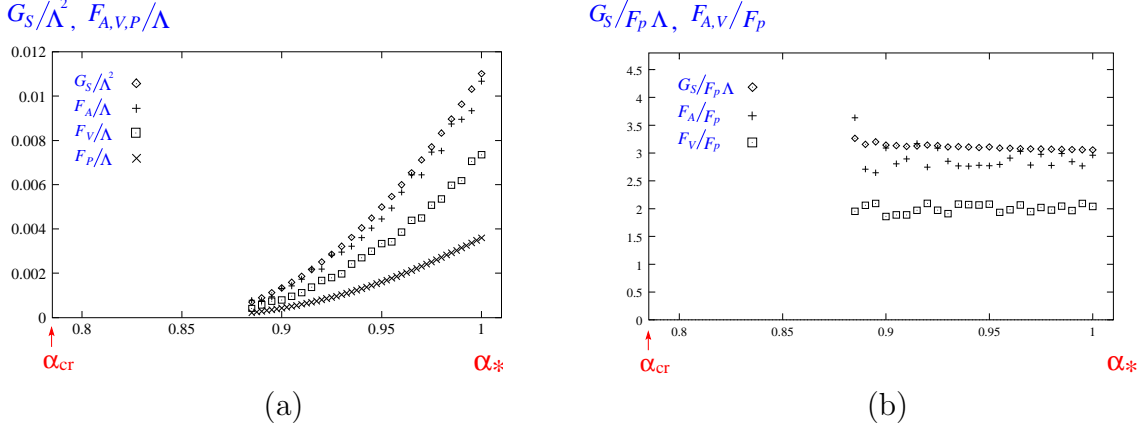 G_S/Λ^2, F_{A,V,P}/Λ
0.012
0.01
0.008
0.006
0.004
0.002
0
G_S/Λ^2
F_A/Λ
F_V/Λ
F_P/Λ
0.8 0.85 0.9 0.95 1
α_cr α_*
(a)
G_S/F_p Λ, F_{A,V}/F_p
4.5
4
3.5
3
2.5
2
1.5
1
0.5
0
G_S/F_p Λ
F_A/F_p
F_V/F_p
0.8 0.85 0.9 0.95 1
α_cr α_*
(b)